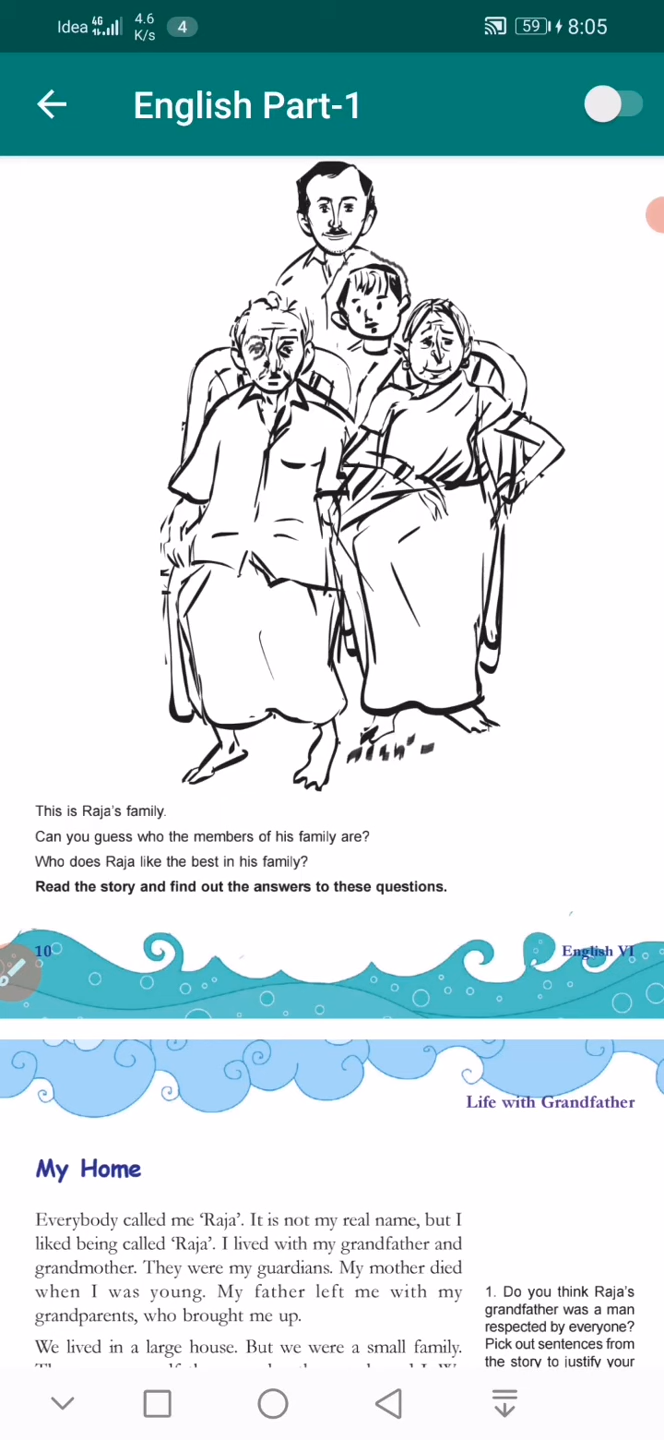 Idea 4G 4.6 K/s 4 59 8:05
English Part-1
This is Raja's family.
Can you guess who the members of his family are?
Who does Raja like the best in his family?
Read the story and find out the answers to these questions.
10 English VI
Life with Grandfather
My Home
Everybody called me ‘Raja’. It is not my real name, but I
liked being called ‘Raja’. I lived with my grandfather and
grandmother. They were my guardians. My mother died
when I was young. My father left me with my
grandparents, who brought me up.
We lived in a large house. But we were a small family.
1. Do you think Raja's
grandfather was a man
respected by everyone?
Pick out sentences from
the story to justify your